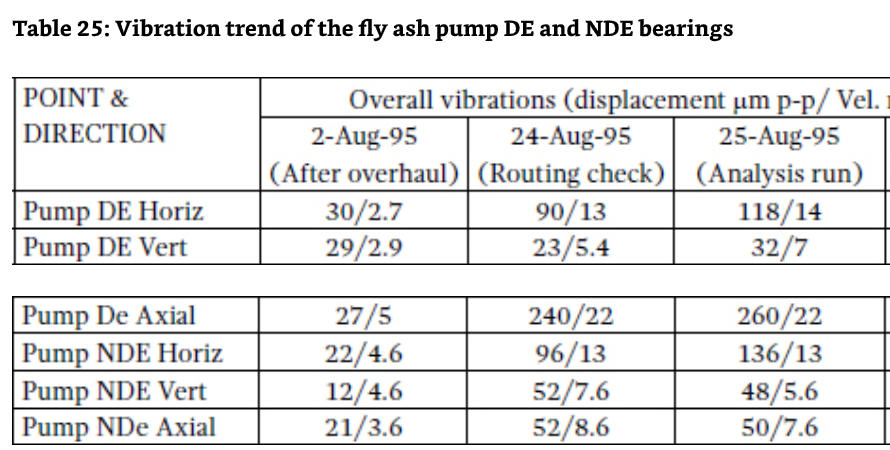 Table 25: Vibration trend of the fly ash pump DE and NDE bearings
POINT & DIRECTION
Overall vibrations (displacement µm p-p/ Vel.
2-Aug-95 (After overhaul)
24-Aug-95 (Routing check)
25-Aug-95 (Analysis run)
Pump DE Horiz 30/2.7 90/13 118/14
Pump DE Vert 29/2.9 23/5.4 32/7
Pump De Axial 27/5 240/22 260/22
Pump NDE Horiz 22/4.6 96/13 136/13
Pump NDE Vert 12/4.6 52/7.6 48/5.6
Pump NDe Axial 21/3.6 52/8.6 50/7.6